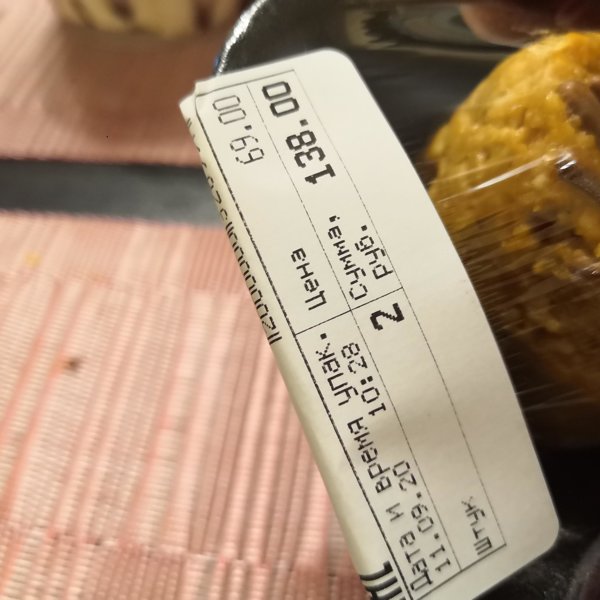 Дата и время упак.
11.09.20 10:28
Цена
69.00
Штук
2
Сумма,
руб.
138.00